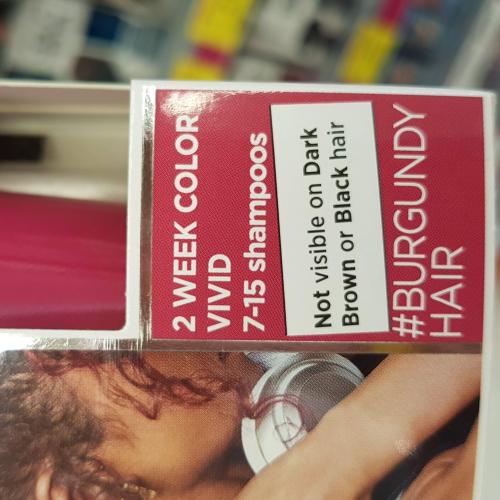 2 WEEK COLOR
VIVID
7-15 shampoos
Not visible on Dark
Brown or Black hair
#BURGUNDY
HAIR